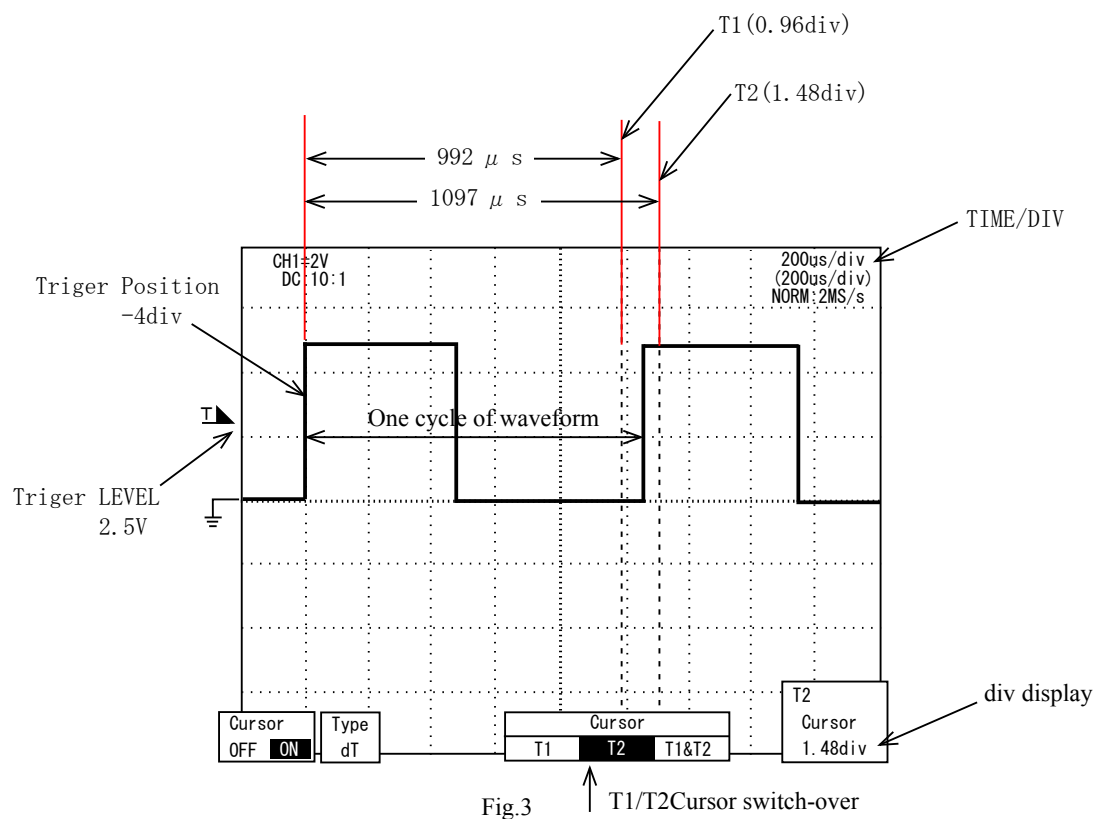 T1(0.96div)
T2(1.48div)
992 μ s
1097 μ s
TIME/DIV
CH1=2V
DC 10:1
200us/div
(200us/div)
NORM:2MS/s
Triger Position
-4div
T
One cycle of waveform
Triger LEVEL
2.5V
Cursor
OFF ON
Type
dT
Cursor
T1 T2 T1&T2
T2
Cursor
1.48div
div display
Fig.3
T1/T2Cursor switch-over